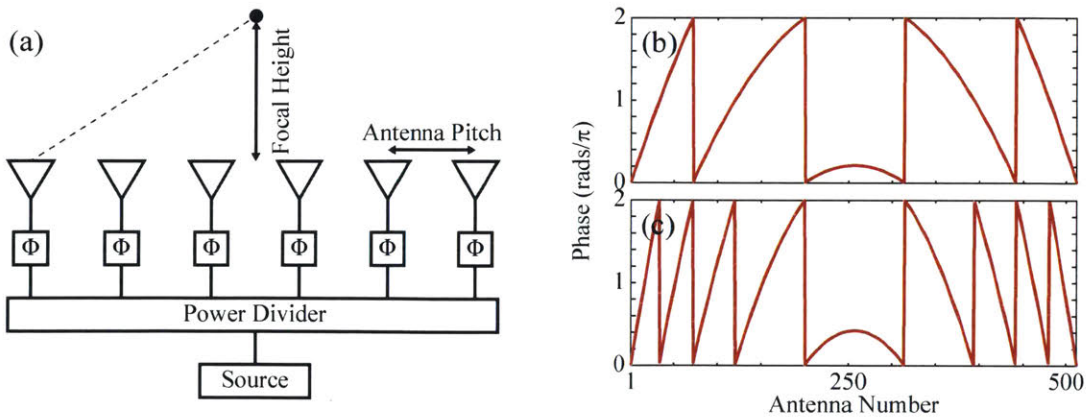 (a)
Focal Height
Antenna Pitch
Φ Φ Φ Φ Φ Φ
Power Divider
Source
(b)
2
1
0
Phase (rads/π)
(c)
2
1
0
1 250 500
Antenna Number